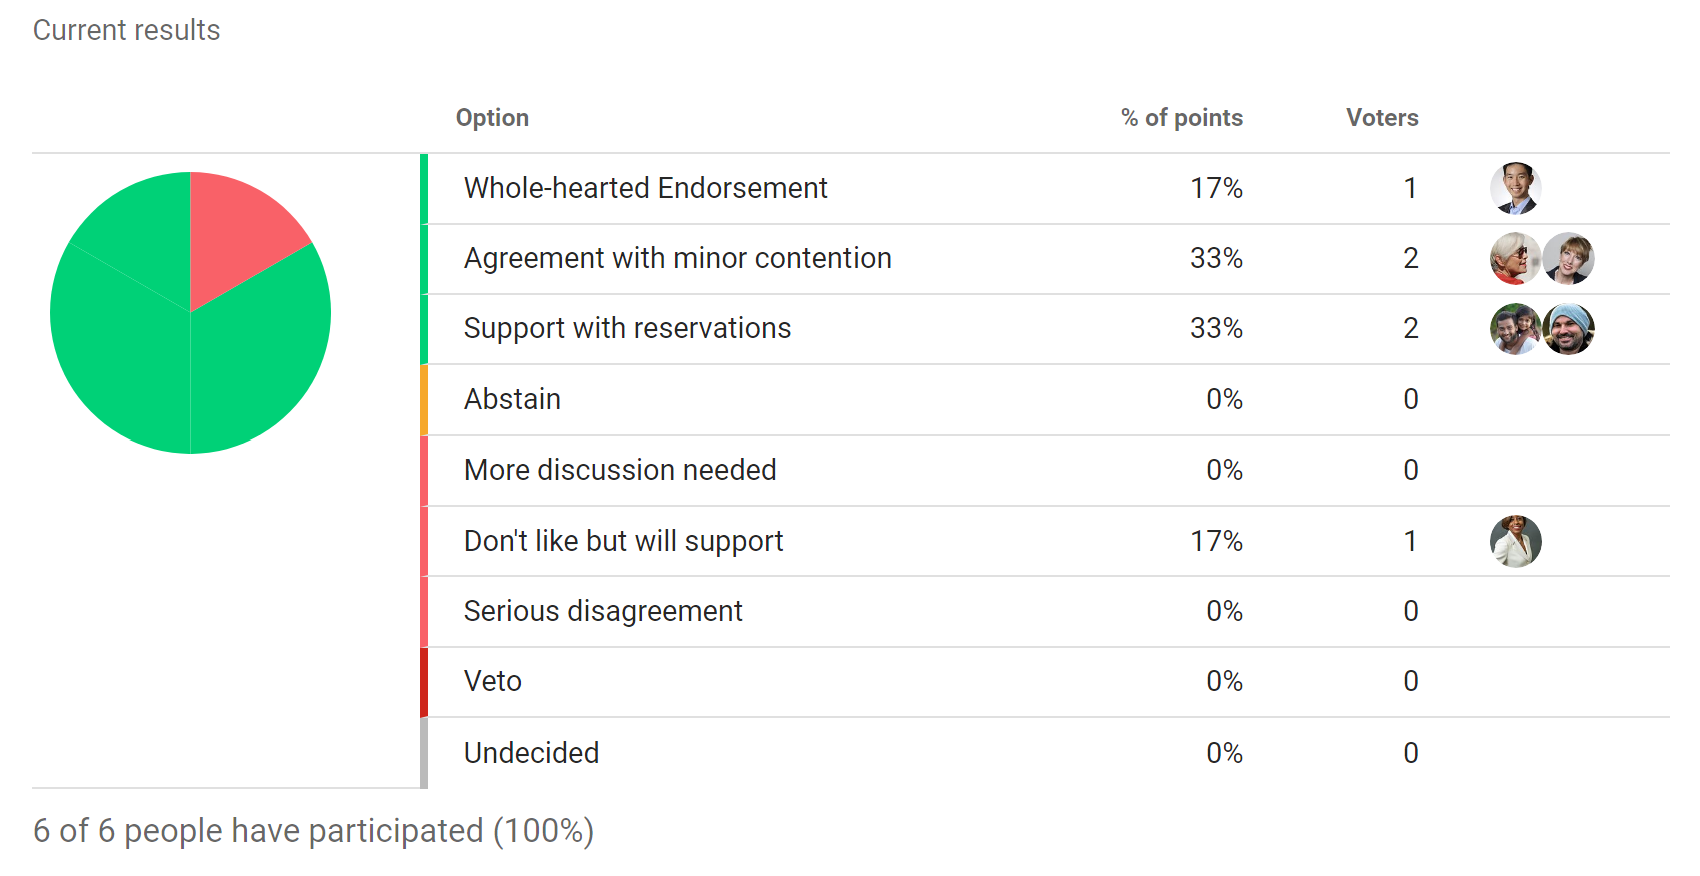 Current results
Option % of points Voters
Whole-hearted Endorsement 17% 1
Agreement with minor contention 33% 2
Support with reservations 33% 2
Abstain 0% 0
More discussion needed 0% 0
Don't like but will support 17% 1
Serious disagreement 0% 0
Veto 0% 0
Undecided 0% 0
6 of 6 people have participated (100%)